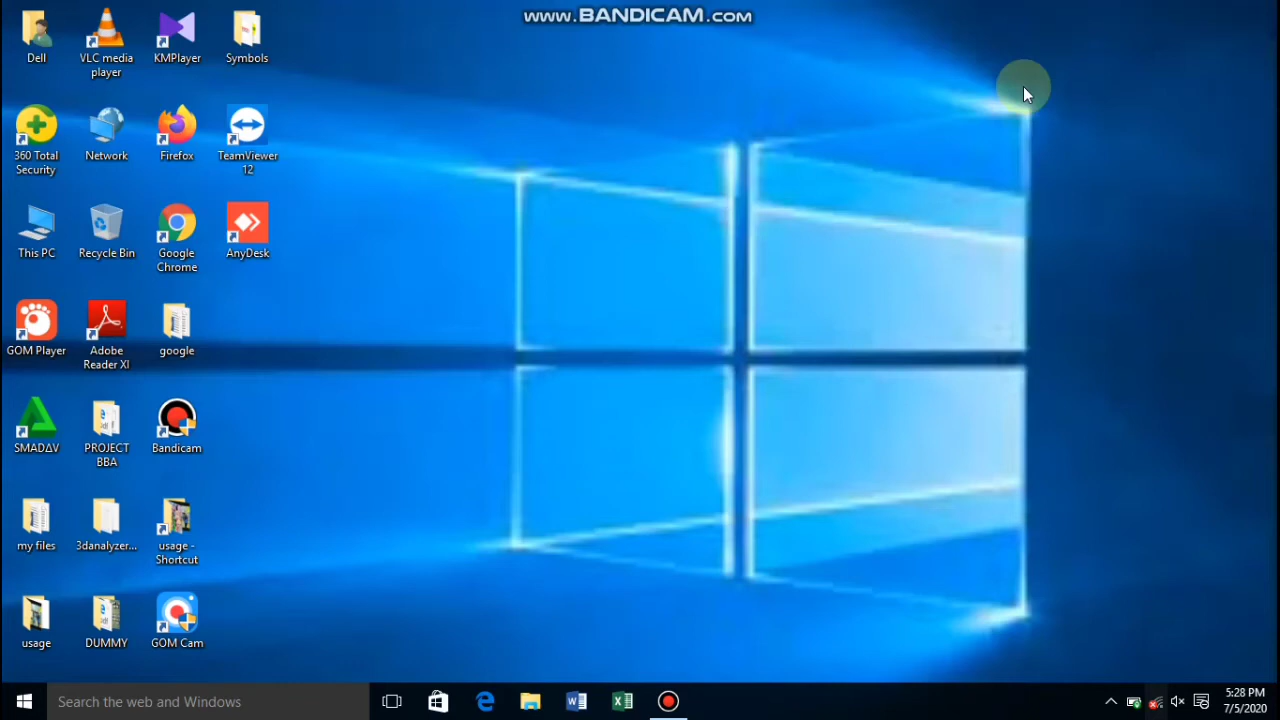 www.BANDICAM.com
Dell
VLC media
player
KMPlayer
Symbols
360 Total
Security
Network
Firefox
TeamViewer
12
This PC
Recycle Bin
Google
Chrome
AnyDesk
GOM Player
Adobe
Reader XI
google
SMADΔV
PROJECT
BBA
Bandicam
my files
3danalyzer...
usage -
Shortcut
usage
DUMMY
GOM Cam
Search the web and Windows
5:28 PM
7/5/2020